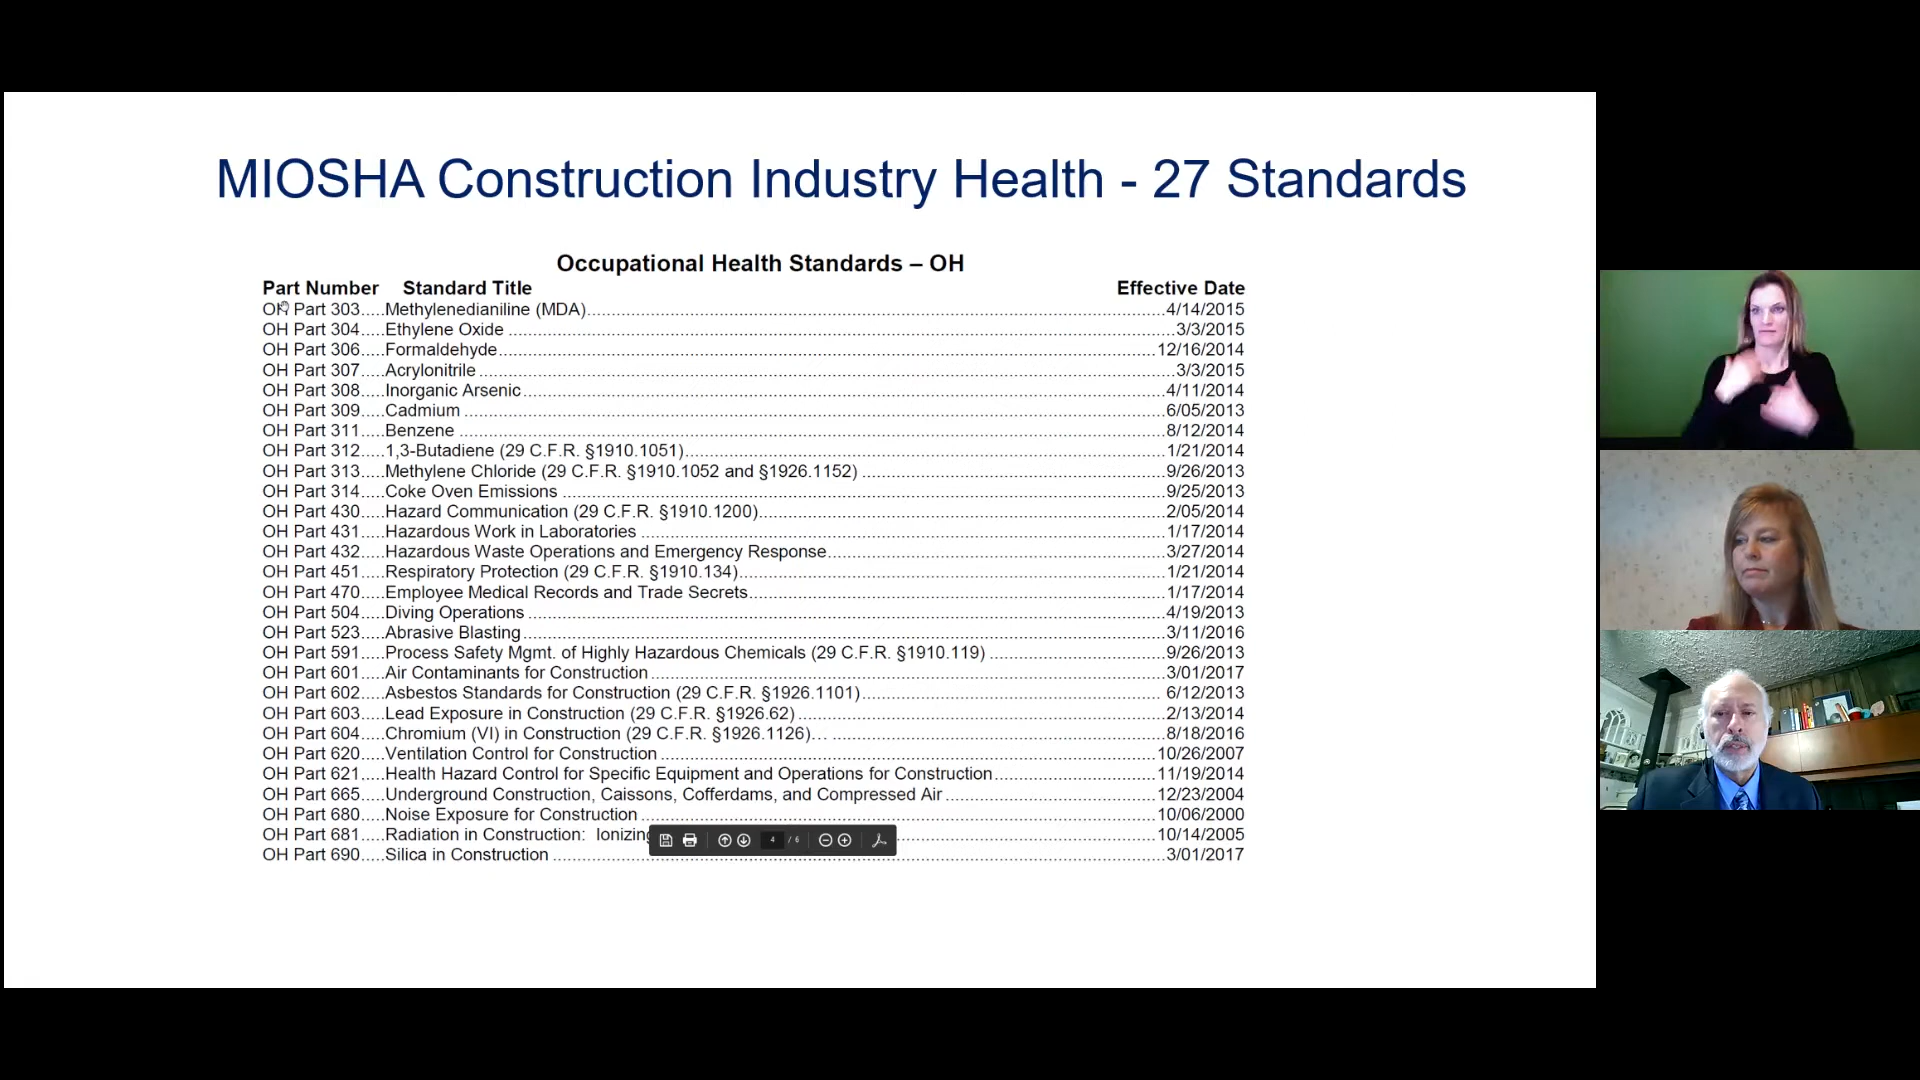 MIOSHA Construction Industry Health - 27 Standards
Occupational Health Standards – OH
Part Number Standard Title Effective Date
OH Part 303.....Methylenedianiline (MDA)........4/14/2015
OH Part 304.....Ethylene Oxide ........3/3/2015
OH Part 306.....Formaldehyde........12/16/2014
OH Part 307.....Acrylonitrile ........3/3/2015
OH Part 308.....Inorganic Arsenic........4/11/2014
OH Part 309.....Cadmium ........6/05/2013
OH Part 311.....Benzene ........8/12/2014
OH Part 312.....1,3-Butadiene (29 C.F.R. §1910.1051)........1/21/2014
OH Part 313.....Methylene Chloride (29 C.F.R. §1910.1052 and §1926.1152) ........9/26/2013
OH Part 314.....Coke Oven Emissions ........9/25/2013
OH Part 430.....Hazard Communication (29 C.F.R. §1910.1200)........2/05/2014
OH Part 431.....Hazardous Work in Laboratories ........1/17/2014
OH Part 432.....Hazardous Waste Operations and Emergency Response........3/27/2014
OH Part 451.....Respiratory Protection (29 C.F.R. §1910.134)........1/21/2014
OH Part 470.....Employee Medical Records and Trade Secrets........1/17/2014
OH Part 504.....Diving Operations ........4/19/2013
OH Part 523.....Abrasive Blasting........3/11/2016
OH Part 591.....Process Safety Mgmt. of Highly Hazardous Chemicals (29 C.F.R. §1910.119) ........9/26/2013
OH Part 601.....Air Contaminants for Construction........3/01/2017
OH Part 602.....Asbestos Standards for Construction (29 C.F.R. §1926.1101)........ 6/12/2013
OH Part 603.....Lead Exposure in Construction (29 C.F.R. §1926.62) ........2/13/2014
OH Part 604.....Chromium (VI) in Construction (29 C.F.R. §1926.1126)... ........8/18/2016
OH Part 620.....Ventilation Control for Construction ........10/26/2007
OH Part 621.....Health Hazard Control for Specific Equipment and Operations for Construction........11/19/2014
OH Part 665.....Underground Construction, Caissons, Cofferdams, and Compressed Air ........12/23/2004
OH Part 680.....Noise Exposure for Construction ........10/06/2000
OH Part 681.....Radiation in Construction: ........10/14/2005
4 / 6
OH Part 690.....Silica in Construction ........3/01/2017